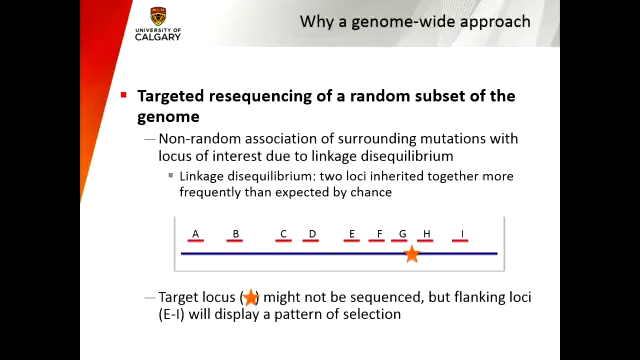 UNIVERSITY OF
CALGARY
Why a genome-wide approach
Targeted resequencing of a random subset of the
genome
— Non-random association of surrounding mutations with
locus of interest due to linkage disequilibrium
Linkage disequilibrium: two loci inherited together more
frequently than expected by chance
A B C D E F G H I
— Target locus (★) might not be sequenced, but flanking loci
(E-I) will display a pattern of selection